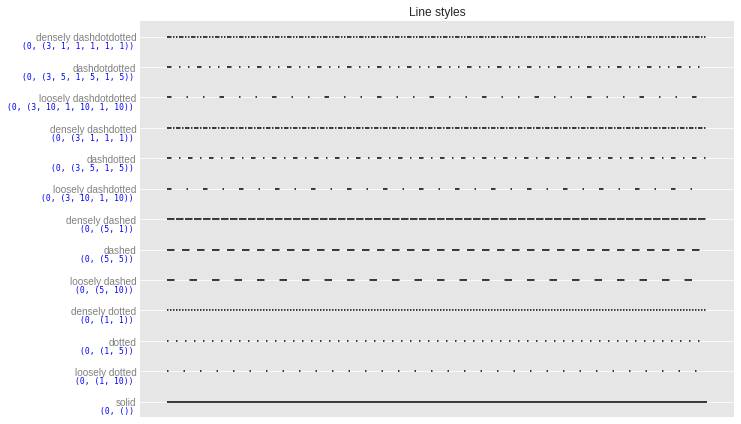 Line styles
densely dashdotdotted
(0, (3, 1, 1, 1, 1, 1))
dashdotdotted
(0, (3, 5, 1, 5, 1, 5))
loosely dashdotdotted
(0, (3, 10, 1, 10, 1, 10))
densely dashdotted
(0, (3, 1, 1, 1))
dashdotted
(0, (3, 5, 1, 5))
loosely dashdotted
(0, (3, 10, 1, 10))
densely dashed
(0, (5, 1))
dashed
(0, (5, 5))
loosely dashed
(0, (5, 10))
densely dotted
(0, (1, 1))
dotted
(0, (1, 5))
loosely dotted
(0, (1, 10))
solid
(0, ())